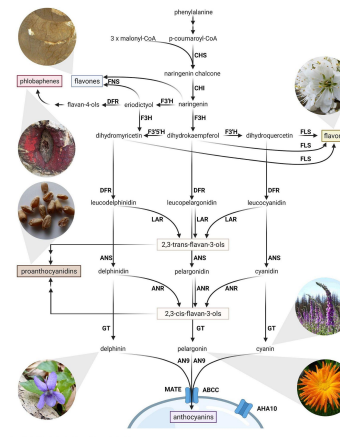 phenylalanine
3 x malonyl-CoA p-coumaroyl-CoA
CHS
naringenin chalcone
CHI
phlobaphenes flavones FNS
flavan-4-ols DFR eriodictyol F3'H naringenin
F3H F3H
dihydromyricetin F3'5'H dihydrokaempferol F3'H dihydroquercetin FLS flavon
FLS
FLS
DFR DFR DFR
leucodelphinidin leucopelargonidin leucocyanidin
LAR LAR LAR
2,3-trans-flavan-3-ols
ANS ANS ANS
proanthocyanidins delphinidin pelargonidin cyanidin
ANR ANR ANR
2,3-cis-flavan-3-ols
GT GT GT
delphinin pelargonin cyanin
AN9 AN9
MATE ABCC
AHA10
anthocyanins